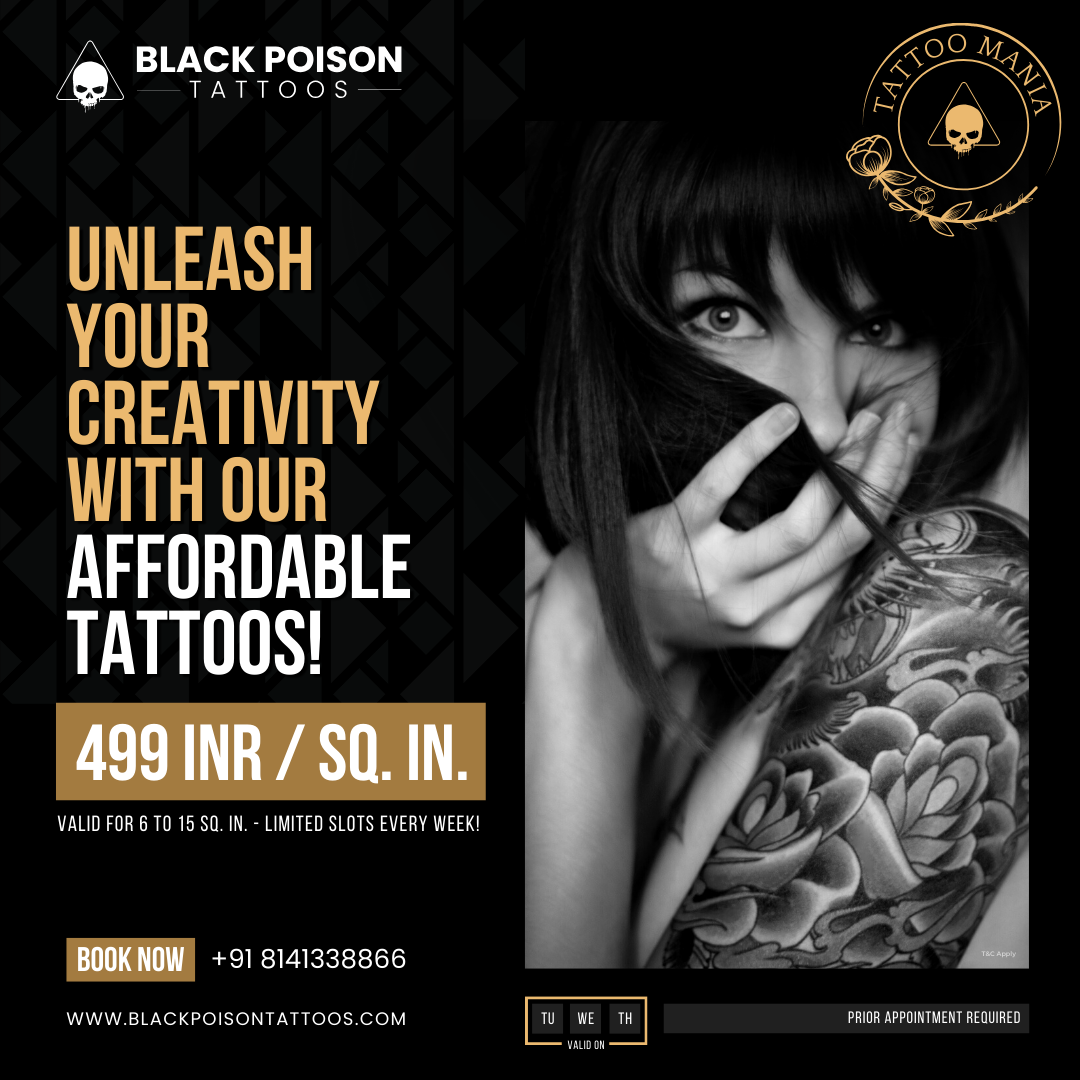 BLACK POISON
TATTOOS
TATTOO MANIA
UNLEASH
YOUR
CREATIVITY
WITH OUR
AFFORDABLE
TATTOOS!
499 INR / SQ. IN.
VALID FOR 6 TO 15 SQ. IN. - LIMITED SLOTS EVERY WEEK!
T&C Apply
BOOK NOW +91 8141338866
WWW.BLACKPOISONTATTOOS.COM
TU WE TH
VALID ON
PRIOR APPOINTMENT REQUIRED